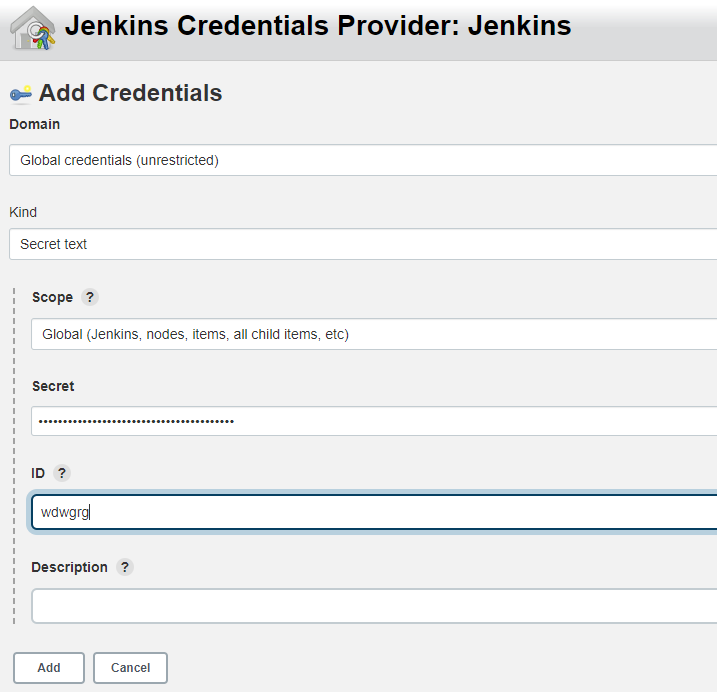 Jenkins Credentials Provider: Jenkins
Add Credentials
Domain
Global credentials (unrestricted)
Kind
Secret text
Scope ?
Global (Jenkins, nodes, items, all child items, etc)
Secret
••••••••••••••••••••••••••••••••••••••••
ID ?
wdwgrg
Description ?
Add Cancel